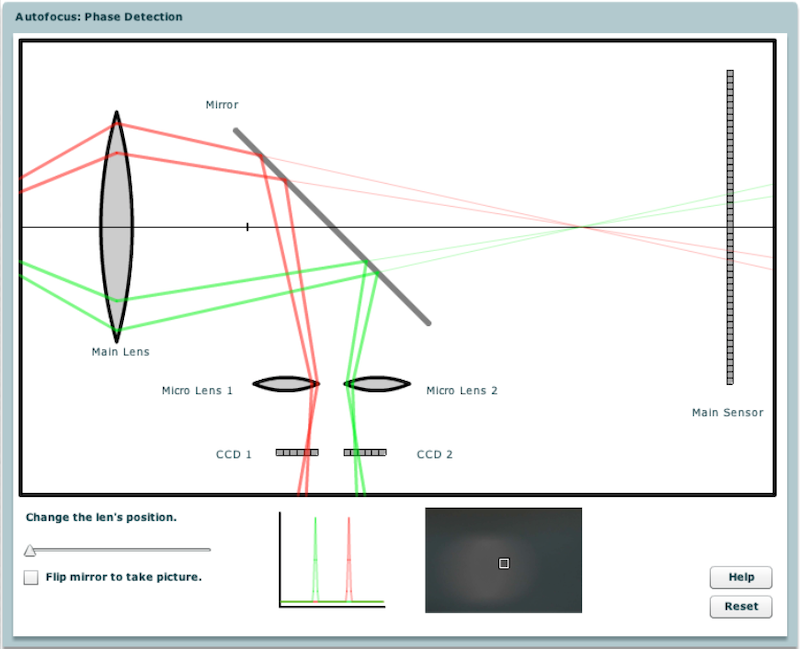 Autofocus: Phase Detection
Mirror
Main Lens
Micro Lens 1
Micro Lens 2
Main Sensor
CCD 1
CCD 2
Change the len's position.
Flip mirror to take picture.
Help
Reset